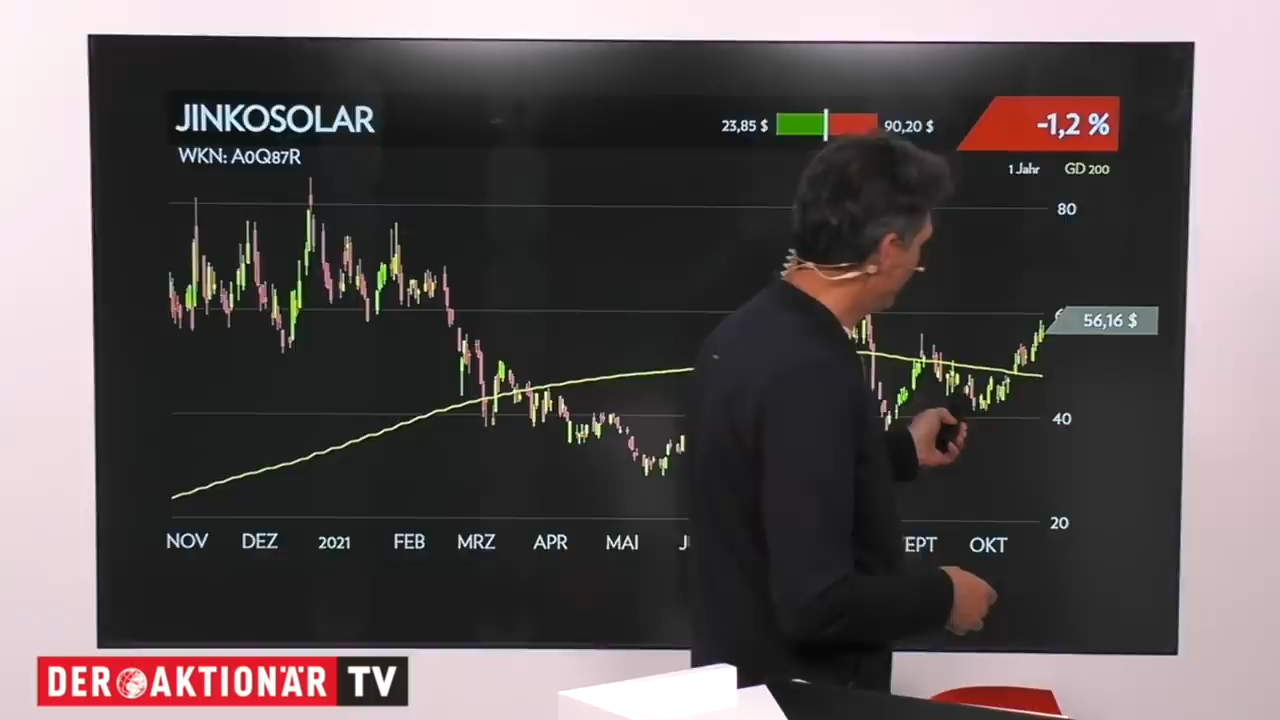 JINKOSOLAR
WKN: A0Q87R
23,85 $
90,20 $
-1,2 %
1 Jahr GD 200
80
56,16 $
40
20
NOV DEZ 2021 FEB MRZ APR MAI OKT
DER AKTIONÄR TV